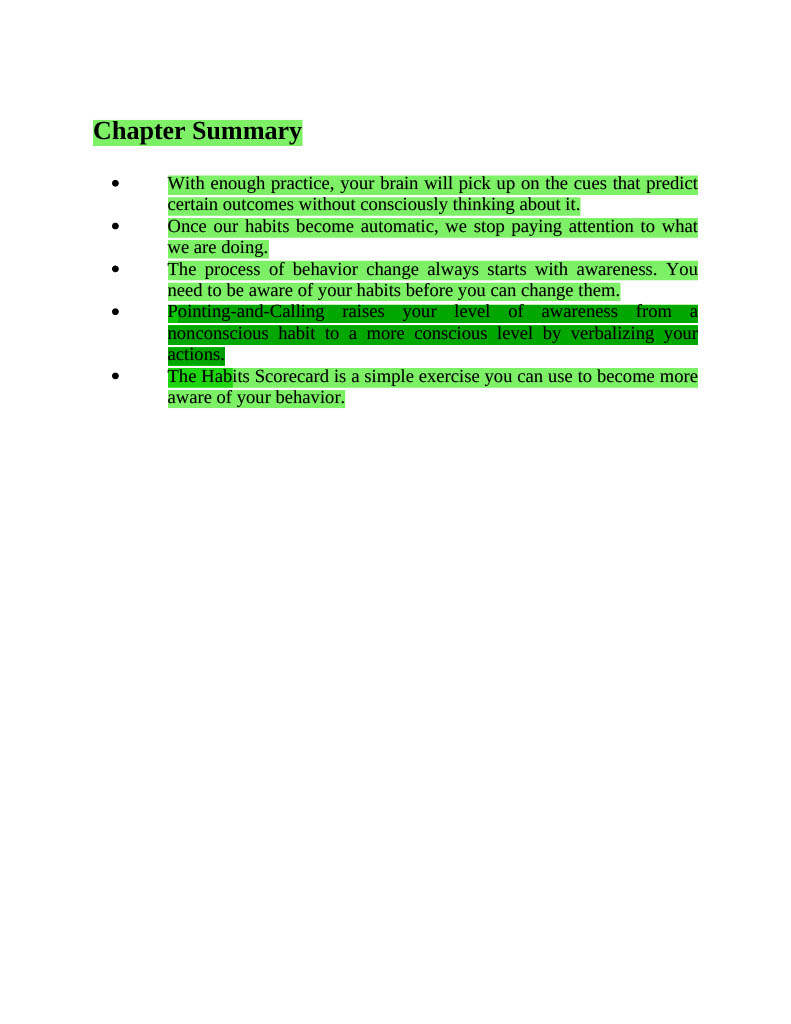 Chapter Summary
• With enough practice, your brain will pick up on the cues that predict
certain outcomes without consciously thinking about it.
• Once our habits become automatic, we stop paying attention to what
we are doing.
• The process of behavior change always starts with awareness. You
need to be aware of your habits before you can change them.
• Pointing-and-Calling raises your level of awareness from a
nonconscious habit to a more conscious level by verbalizing your
actions.
• The Habits Scorecard is a simple exercise you can use to become more
aware of your behavior.